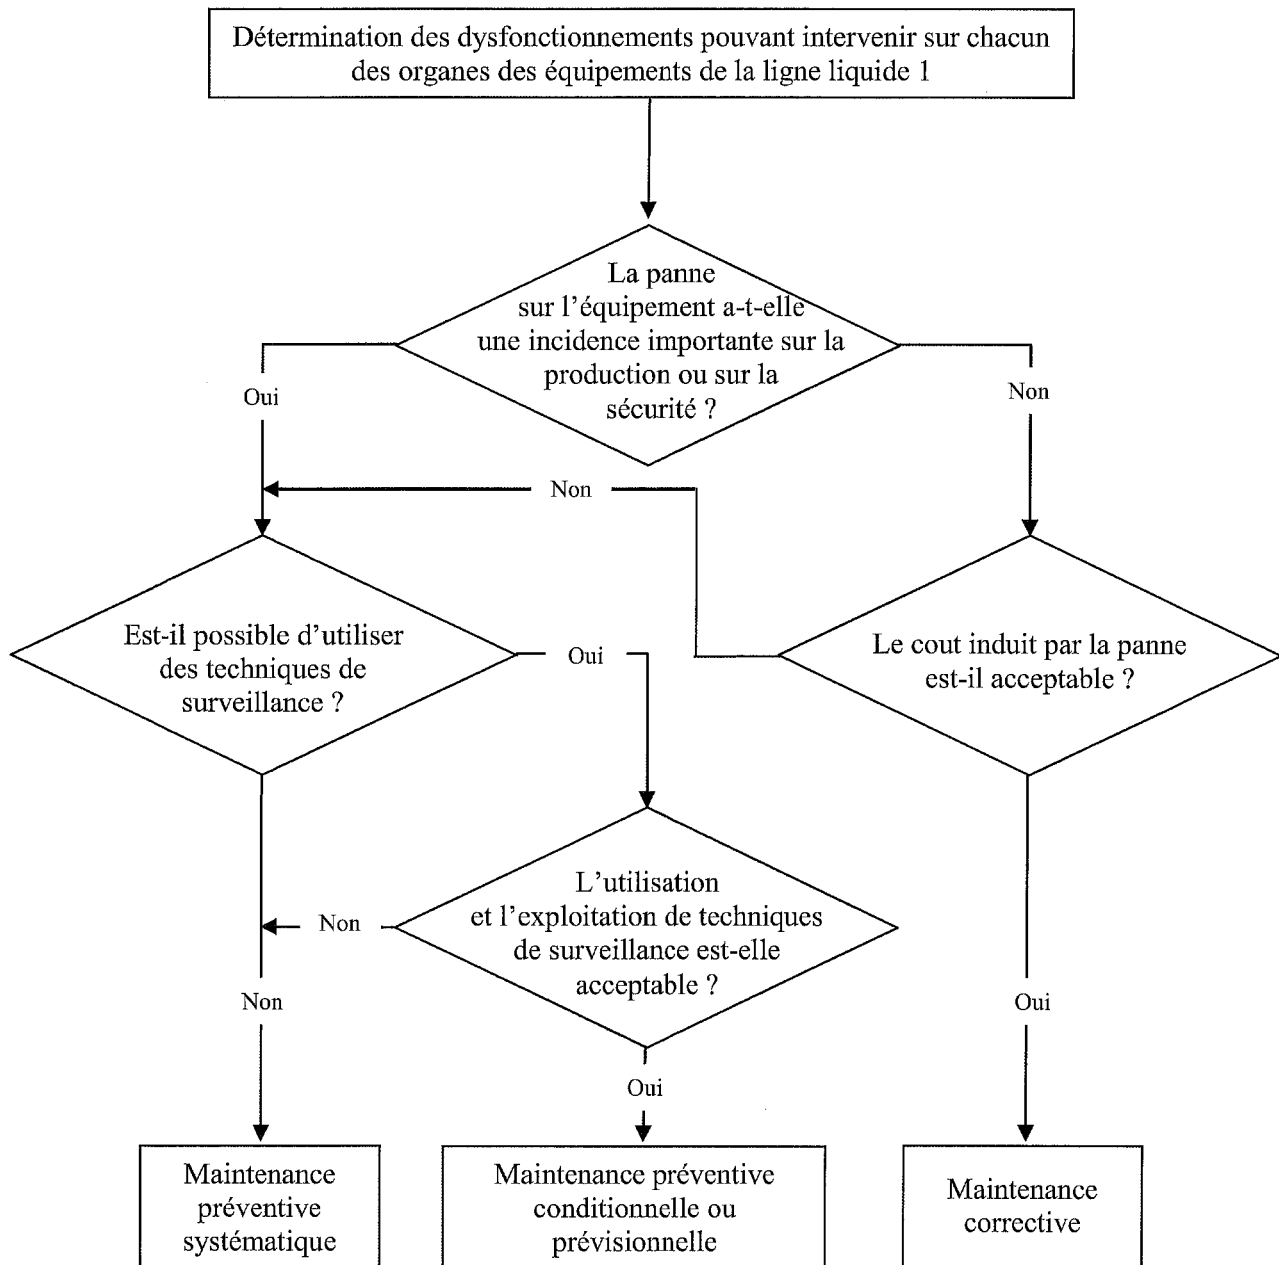 Détermination des dysfonctionnements pouvant intervenir sur chacun
des organes des équipements de la ligne liquide 1
La panne
sur l'équipement a-t-elle
une incidence importante sur la
production ou sur la
sécurité ?
Oui
Non
Non
Est-il possible d'utiliser
des techniques de
surveillance ?
Oui
Le cout induit par la panne
est-il acceptable ?
L'utilisation
et l'exploitation de techniques
de surveillance est-elle
acceptable ?
Non
Non
Oui
Oui
Maintenance
préventive
systématique
Maintenance préventive
conditionnelle ou
prévisionnelle
Maintenance
corrective